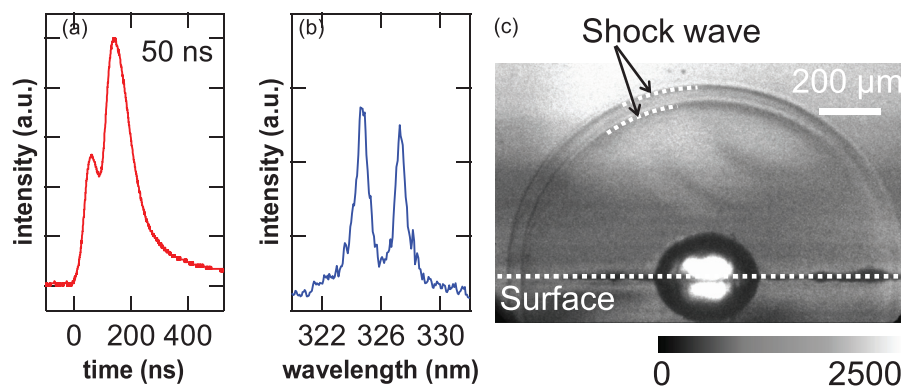 (a)
50 ns
intensity (a.u.)
0 200 400
time (ns)
(b)
intensity (a.u.)
322 326 330
wavelength (nm)
(c)
Shock wave
200 µm
Surface
0 2500